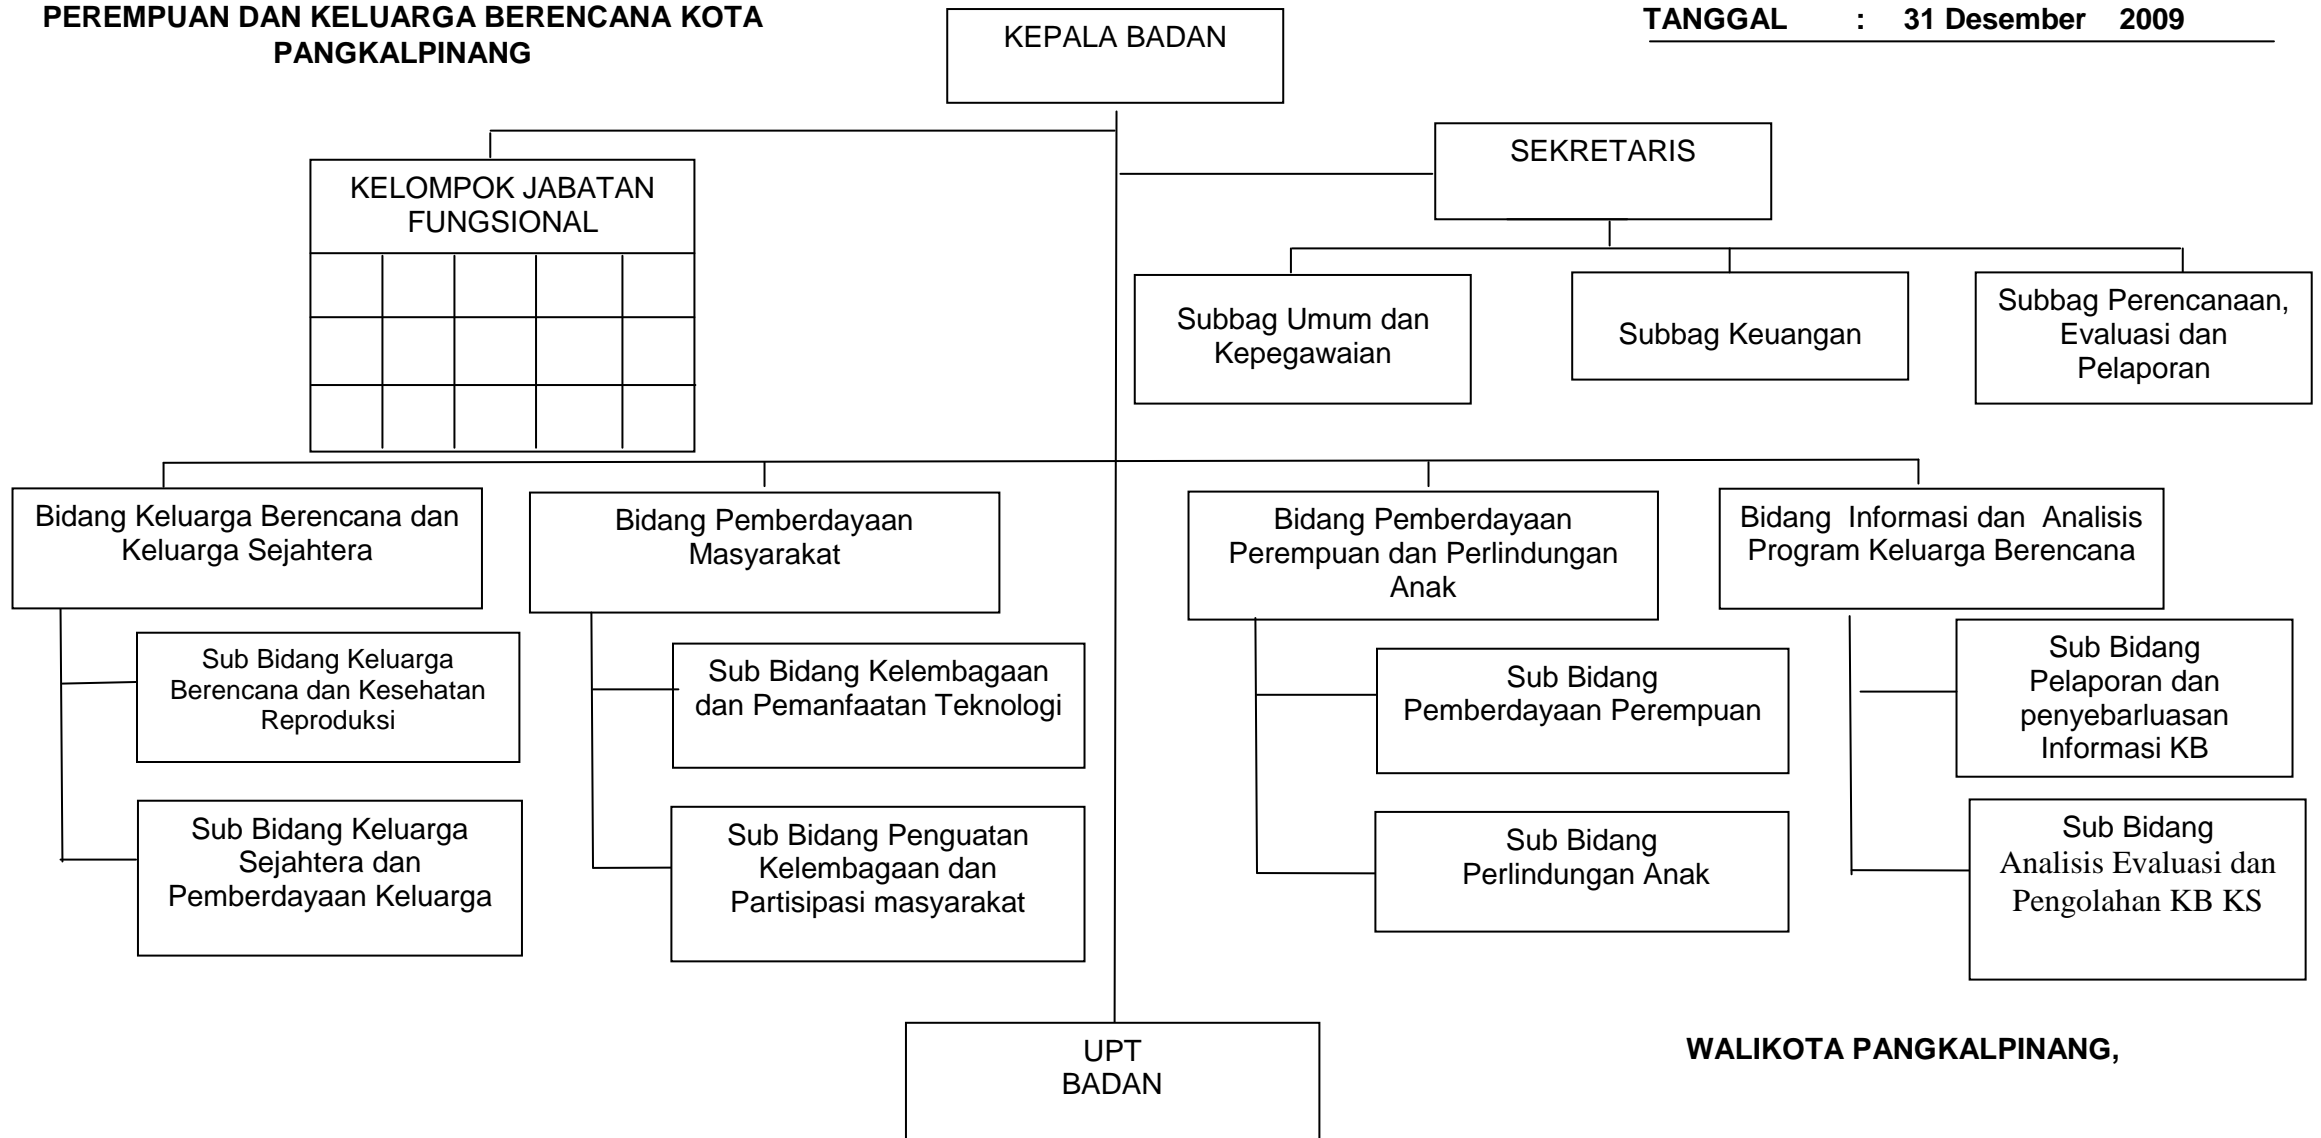 PEREMPUAN DAN KELUARGA BERENCANA KOTA
PANGKALPINANG
KEPALA BADAN
TANGGAL : 31 Desember 2009
SEKRETARIS
KELOMPOK JABATAN
FUNGSIONAL
Subbag Umum dan
Kepegawaian
Subbag Keuangan
Subbag Perencanaan,
Evaluasi dan
Pelaporan
Bidang Keluarga Berencana dan
Keluarga Sejahtera
Bidang Pemberdayaan
Masyarakat
Bidang Pemberdayaan
Perempuan dan Perlindungan
Anak
Bidang Informasi dan Analisis
Program Keluarga Berencana
Sub Bidang Keluarga
Berencana dan Kesehatan
Reproduksi
Sub Bidang Kelembagaan
dan Pemanfaatan Teknologi
Sub Bidang
Pemberdayaan Perempuan
Sub Bidang
Pelaporan dan
penyebarluasan
Informasi KB
Sub Bidang Keluarga
Sejahtera dan
Pemberdayaan Keluarga
Sub Bidang Penguatan
Kelembagaan dan
Partisipasi masyarakat
Sub Bidang
Perlindungan Anak
Sub Bidang
Analisis Evaluasi dan
Pengolahan KB KS
UPT
BADAN
WALIKOTA PANGKALPINANG,